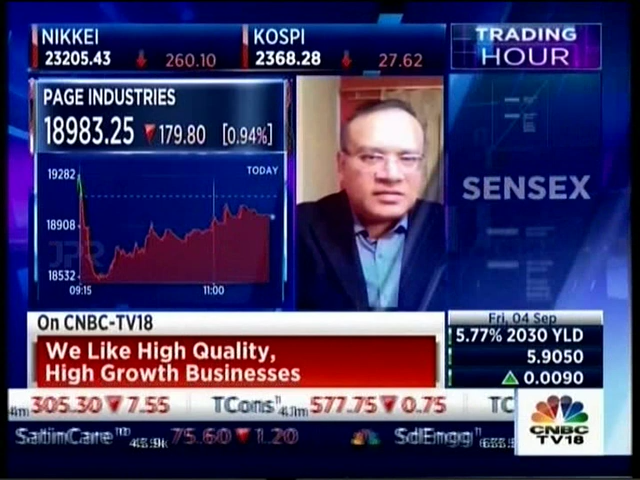 NIKKEI
23205.43 260.10
KOSPI
2368.28 27.62
TRADING
HOUR
PAGE INDUSTRIES
18983.25 179.80 [0.94%]
TODAY
19282
18908
18532
09:15 11:00
SENSEX
On CNBC-TV18
We Like High Quality,
High Growth Businesses
Fri, 04 Sep
5.77% 2030 YLD
5.9050
0.0090
305.30 7.55 TCons 4.1m 577.75 0.75 TC
75.60 1.20 SdEngg
CNBC
TV18